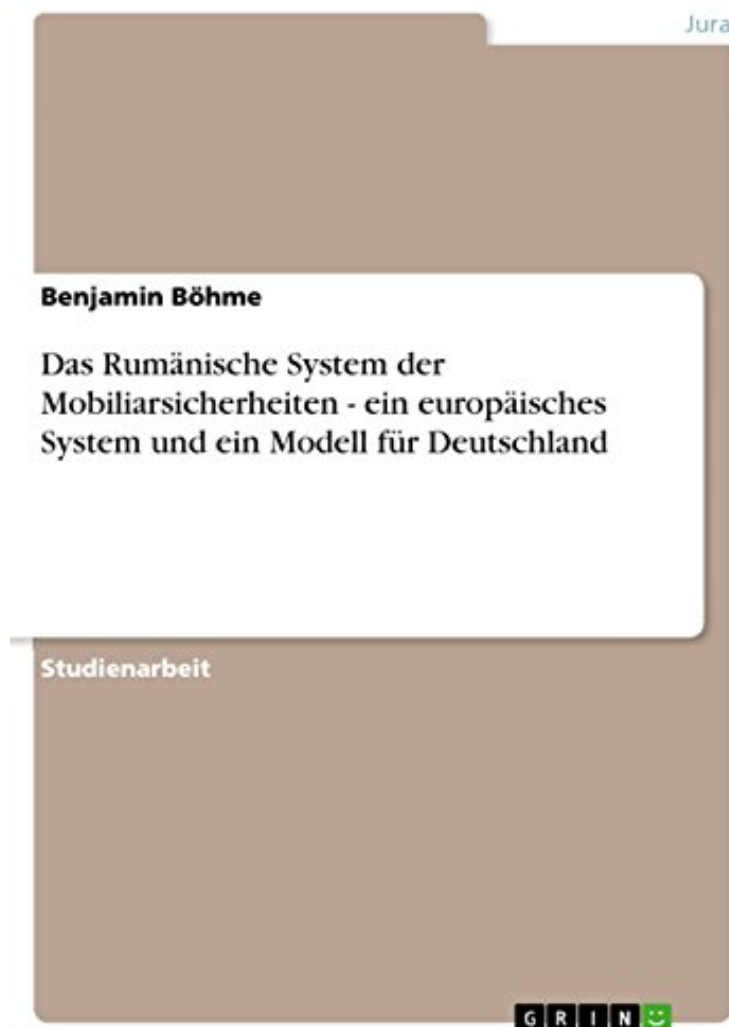 Jura
Benjamin Böhme
Das Rumänische System der
Mobiliarsicherheiten - ein europäisches
System und ein Modell für Deutschland
Studienarbeit
GRIN